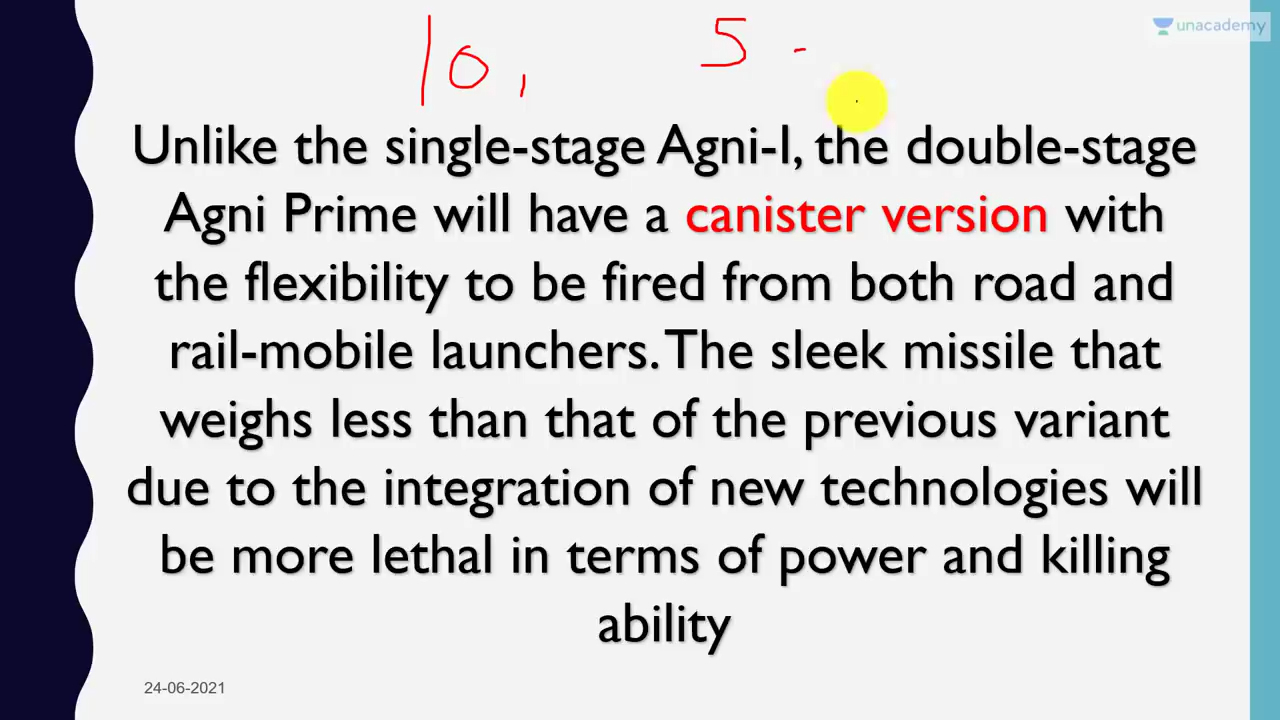 unacademy
10, 5 -
Unlike the single-stage Agni-I, the double-stage
Agni Prime will have a canister version with
the flexibility to be fired from both road and
rail-mobile launchers. The sleek missile that
weighs less than that of the previous variant
due to the integration of new technologies will
be more lethal in terms of power and killing
ability
24-06-2021